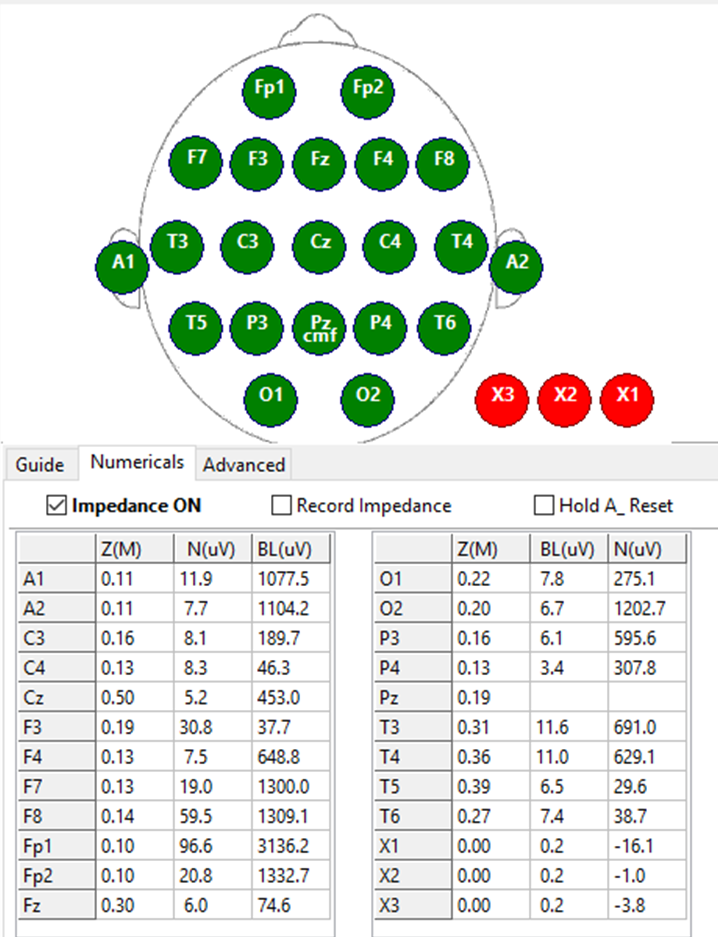 Fp1 Fp2
F7 F3 Fz F4 F8
T3 C3 Cz C4 T4
A1 A2
T5 P3 Pz P4 T6
cmf
O1 O2 X3 X2 X1
Guide Numericals Advanced
Impedance ON Record Impedance Hold A_ Reset
Z(M) N(uV) BL(uV)
A1 0.11 11.9 1077.5
A2 0.11 7.7 1104.2
C3 0.16 8.1 189.7
C4 0.13 8.3 46.3
Cz 0.50 5.2 453.0
F3 0.19 30.8 37.7
F4 0.13 7.5 648.8
F7 0.13 19.0 1300.0
F8 0.14 59.5 1309.1
Fp1 0.10 96.6 3136.2
Fp2 0.10 20.8 1332.7
Fz 0.30 6.0 74.6
Z(M) BL(uV) N(uV)
O1 0.22 7.8 275.1
O2 0.20 6.7 1202.7
P3 0.16 6.1 595.6
P4 0.13 3.4 307.8
Pz 0.19
T3 0.31 11.6 691.0
T4 0.36 11.0 629.1
T5 0.39 6.5 29.6
T6 0.27 7.4 38.7
X1 0.00 0.2 -16.1
X2 0.00 0.2 -1.0
X3 0.00 0.2 -3.8